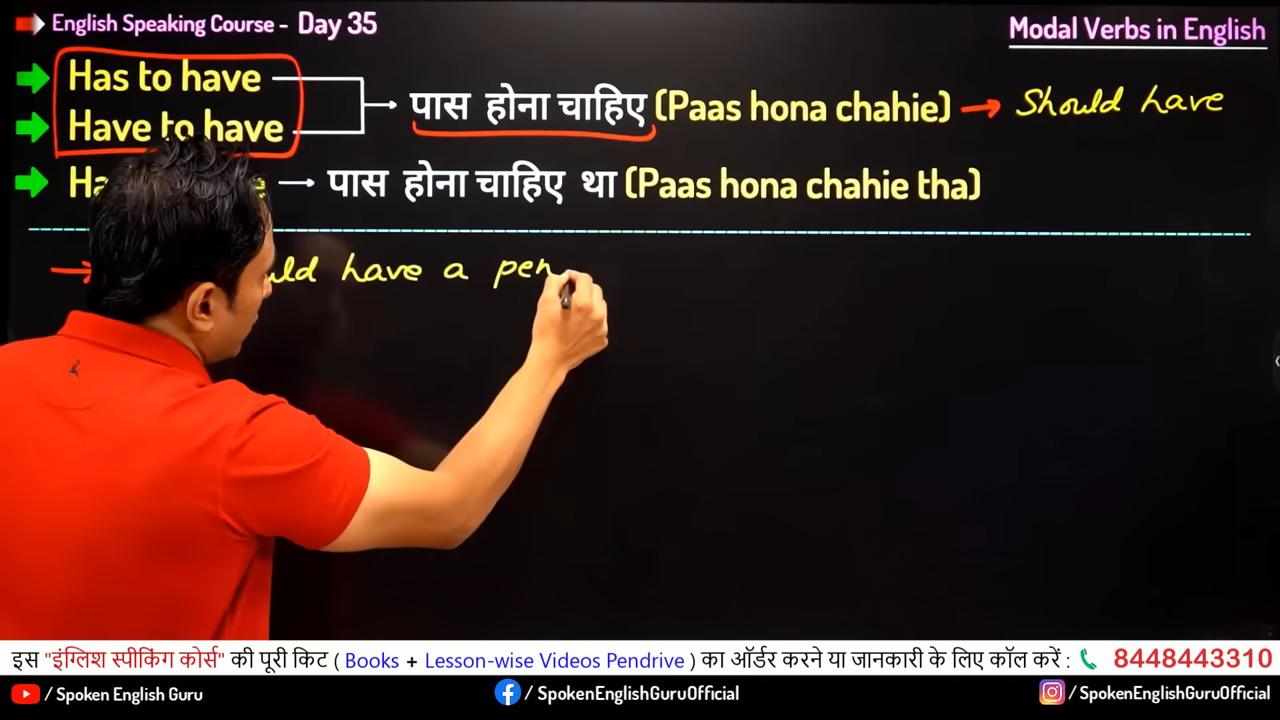 English Speaking Course - Day 35
Modal Verbs in English
Has to have
Have to have
पास होना चाहिए (Paas hona chahie) → Should have
→ पास होना चाहिए था (Paas hona chahie tha)
have a pen
इस "इंग्लिश स्पीकिंग कोर्स" की पूरी किट ( Books + Lesson-wise Videos Pendrive ) का ऑर्डर करने या जानकारी के लिए कॉल करें : 8448443310
/ Spoken English Guru
/ SpokenEnglishGuruOfficial
/ SpokenEnglishGuruOfficial